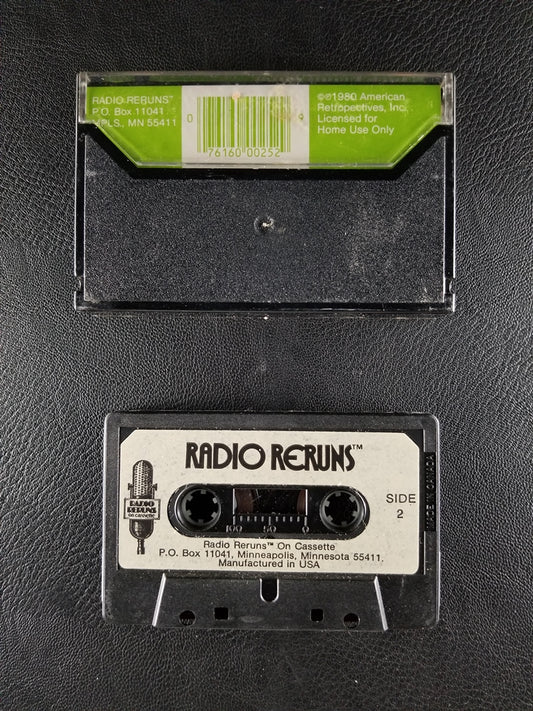 RADIO RERUNS™
P.O. Box 11041
MPLS., MN 55411
0
9
76160 00252
©℗1980 American
Retrospectives, Inc.
Licensed for
Home Use Only
RADIO RERUNS™
RADIO
RERUNS
ON CASSETTE
SIDE
2
100 50 0
Radio Reruns™ On Cassette
P.O. Box 11041, Minneapolis, Minnesota 55411
Manufactured in USA
MADE IN CANADA